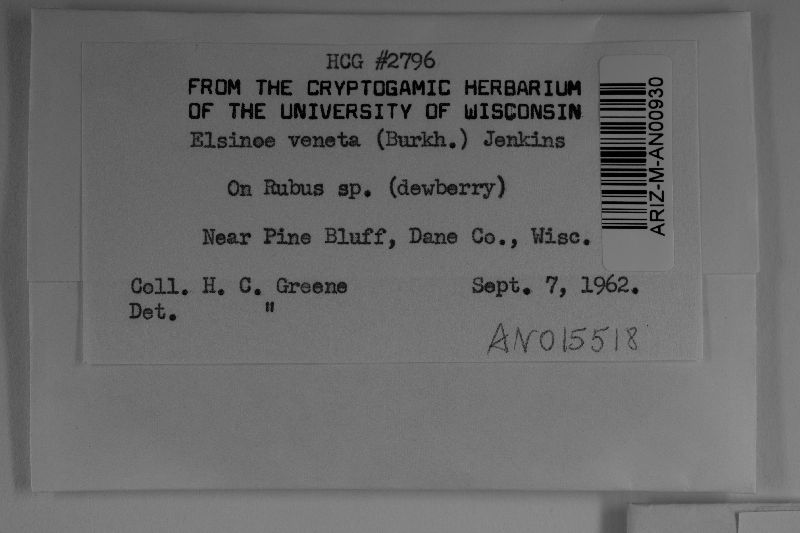 HCG #2796
FROM THE CRYPTOGAMIC HERBARIUM
OF THE UNIVERSITY OF WISCONSIN
Elsinoe veneta (Burkh.) Jenkins
On Rubus sp. (dewberry)
Near Pine Bluff, Dane Co., Wisc.
Coll. H. C. Greene Sept. 7, 1962.
Det. "
AN015518
ARIZ-M-AN00930